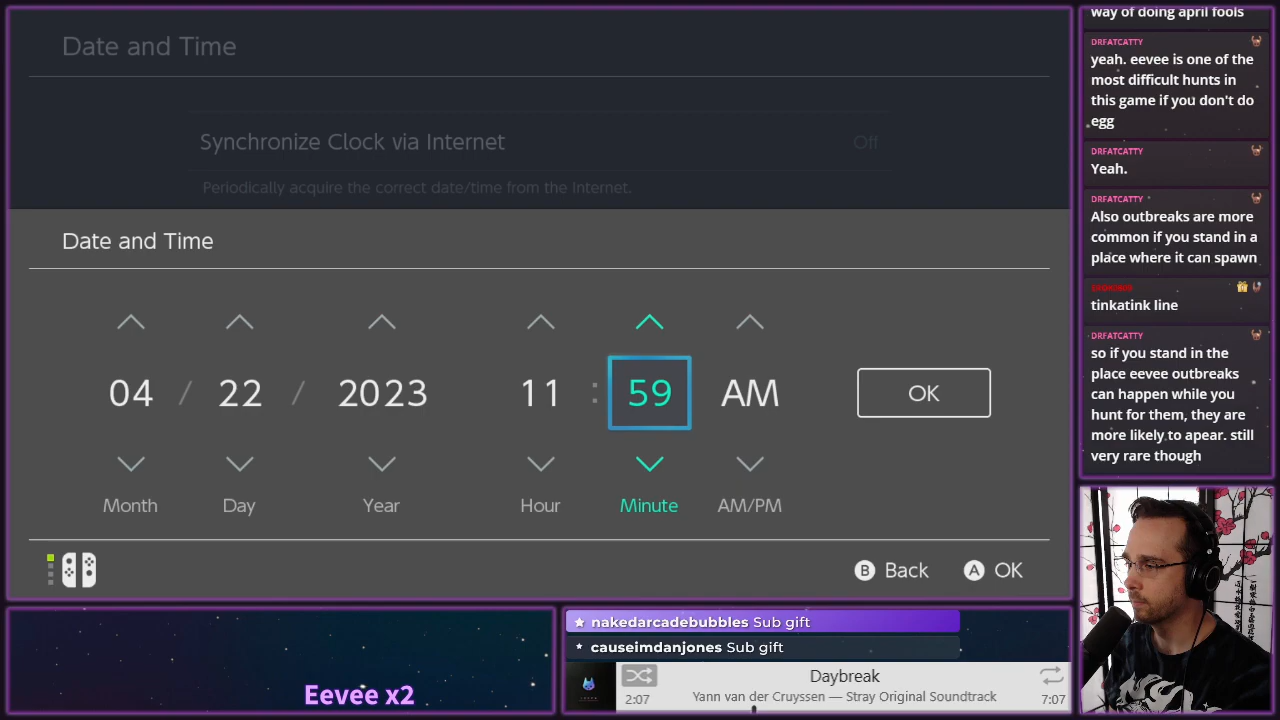 Date and Time
Synchronize Clock via Internet Off
Periodically acquire the correct date/time from the Internet.
Date and Time
04 / 22 / 2023 11 : 59 AM OK
Month Day Year Hour Minute AM/PM
B Back A OK
way of doing april fools
DRFATCATTY
yeah. eevee is one of the
most difficult hunts in
this game if you don't do
egg
DRFATCATTY
Yeah.
DRFATCATTY
Also outbreaks are more
common if you stand in a
place where it can spawn
tinkatink line
DRFATCATTY
so if you stand in the
place eevee outbreaks
can happen while you
hunt for them, they are
more likely to apear. still
very rare though
Eevee x2
nakedarcadebubbles Sub gift
causeimdanjones Sub gift
Daybreak
2:07 Yann van der Cruyssen — Stray Original Soundtrack 7:07